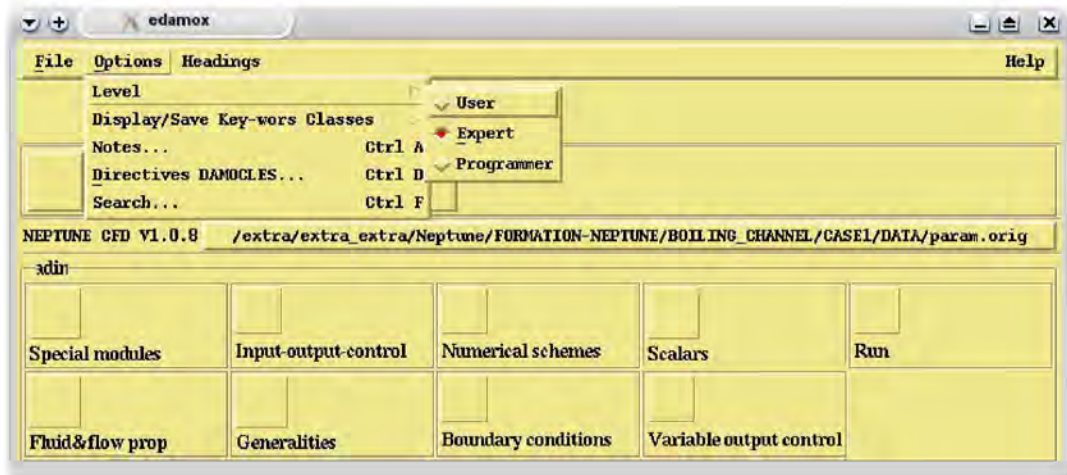 edamox
File Options Headings Help
Level
Display/Save Key-wors Classes
Notes... Ctrl A
Directives DAMOCLES... Ctrl D
Search... Ctrl F
User
Expert
Programmer
NEPTUNE CFD V1.0.8 /extra/extra_extra/Neptune/FORMATION-NEPTUNE/BOILING_CHANNEL/CASE1/DATA/param.orig
adin
Special modules Input-output-control Numerical schemes Scalars Run
Fluid&flow prop Generalities Boundary conditions Variable output control